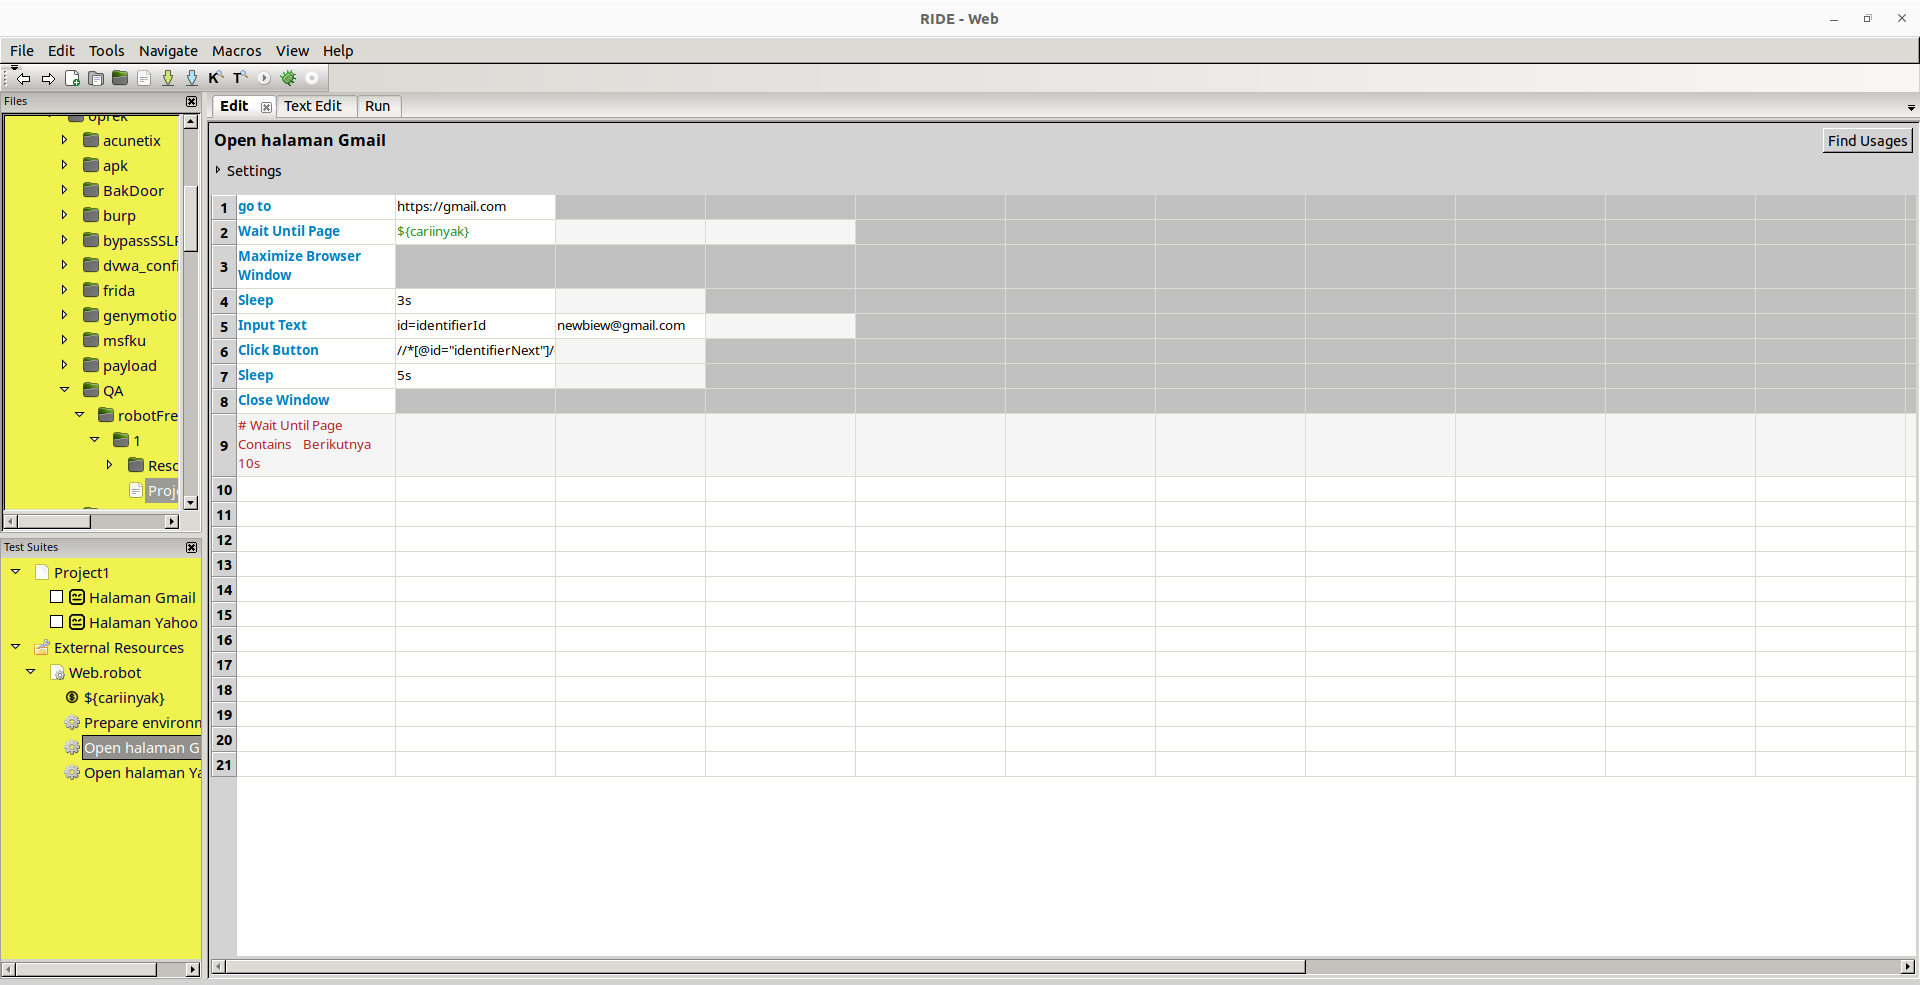 RIDE - Web
File Edit Tools Navigate Macros View Help
Files
oprek
acunetix
apk
BakDoor
burp
bypassSSLP
dvwa_confi
frida
genymotio
msfku
payload
QA
robotFre
1
Reso
Proj
Test Suites
Project1
Halaman Gmail
Halaman Yahoo
External Resources
Web.robot
${cariinyak}
Prepare environm
Open halaman G
Open halaman Ya
Edit Text Edit Run
Open halaman Gmail
Find Usages
Settings
1 go to https://gmail.com
2 Wait Until Page ${cariinyak}
3 Maximize Browser
Window
4 Sleep 3s
5 Input Text id=identifierId newbiew@gmail.com
6 Click Button //*[@id="identifierNext"]/
7 Sleep 5s
8 Close Window
9 # Wait Until Page
Contains Berikutnya
10s
10
11
12
13
14
15
16
17
18
19
20
21